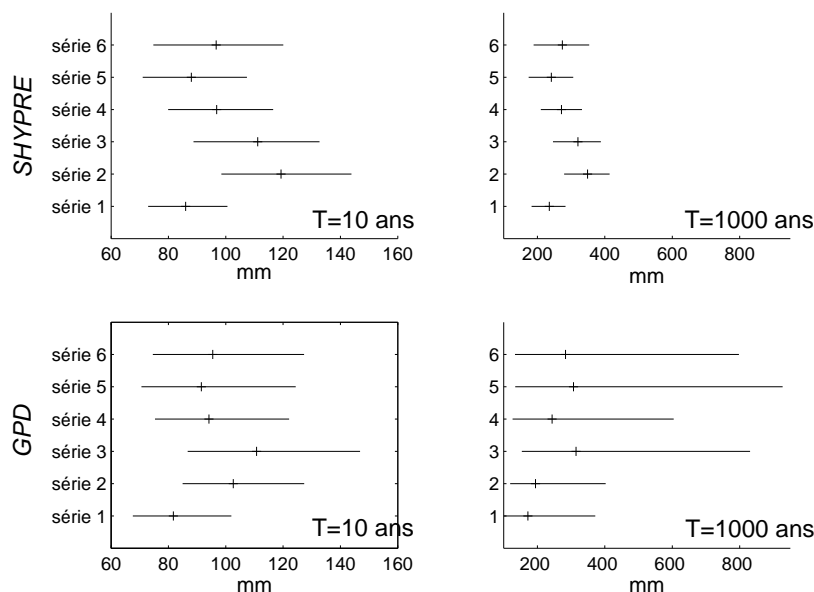 SHYPRE
série 6
série 5
série 4
série 3
série 2
série 1
T=10 ans
60 80 100 120 140 160
mm
6
5
4
3
2
1
T=1000 ans
200 400 600 800
mm
GPD
série 6
série 5
série 4
série 3
série 2
série 1
T=10 ans
60 80 100 120 140 160
mm
6
5
4
3
2
1
T=1000 ans
200 400 600 800
mm